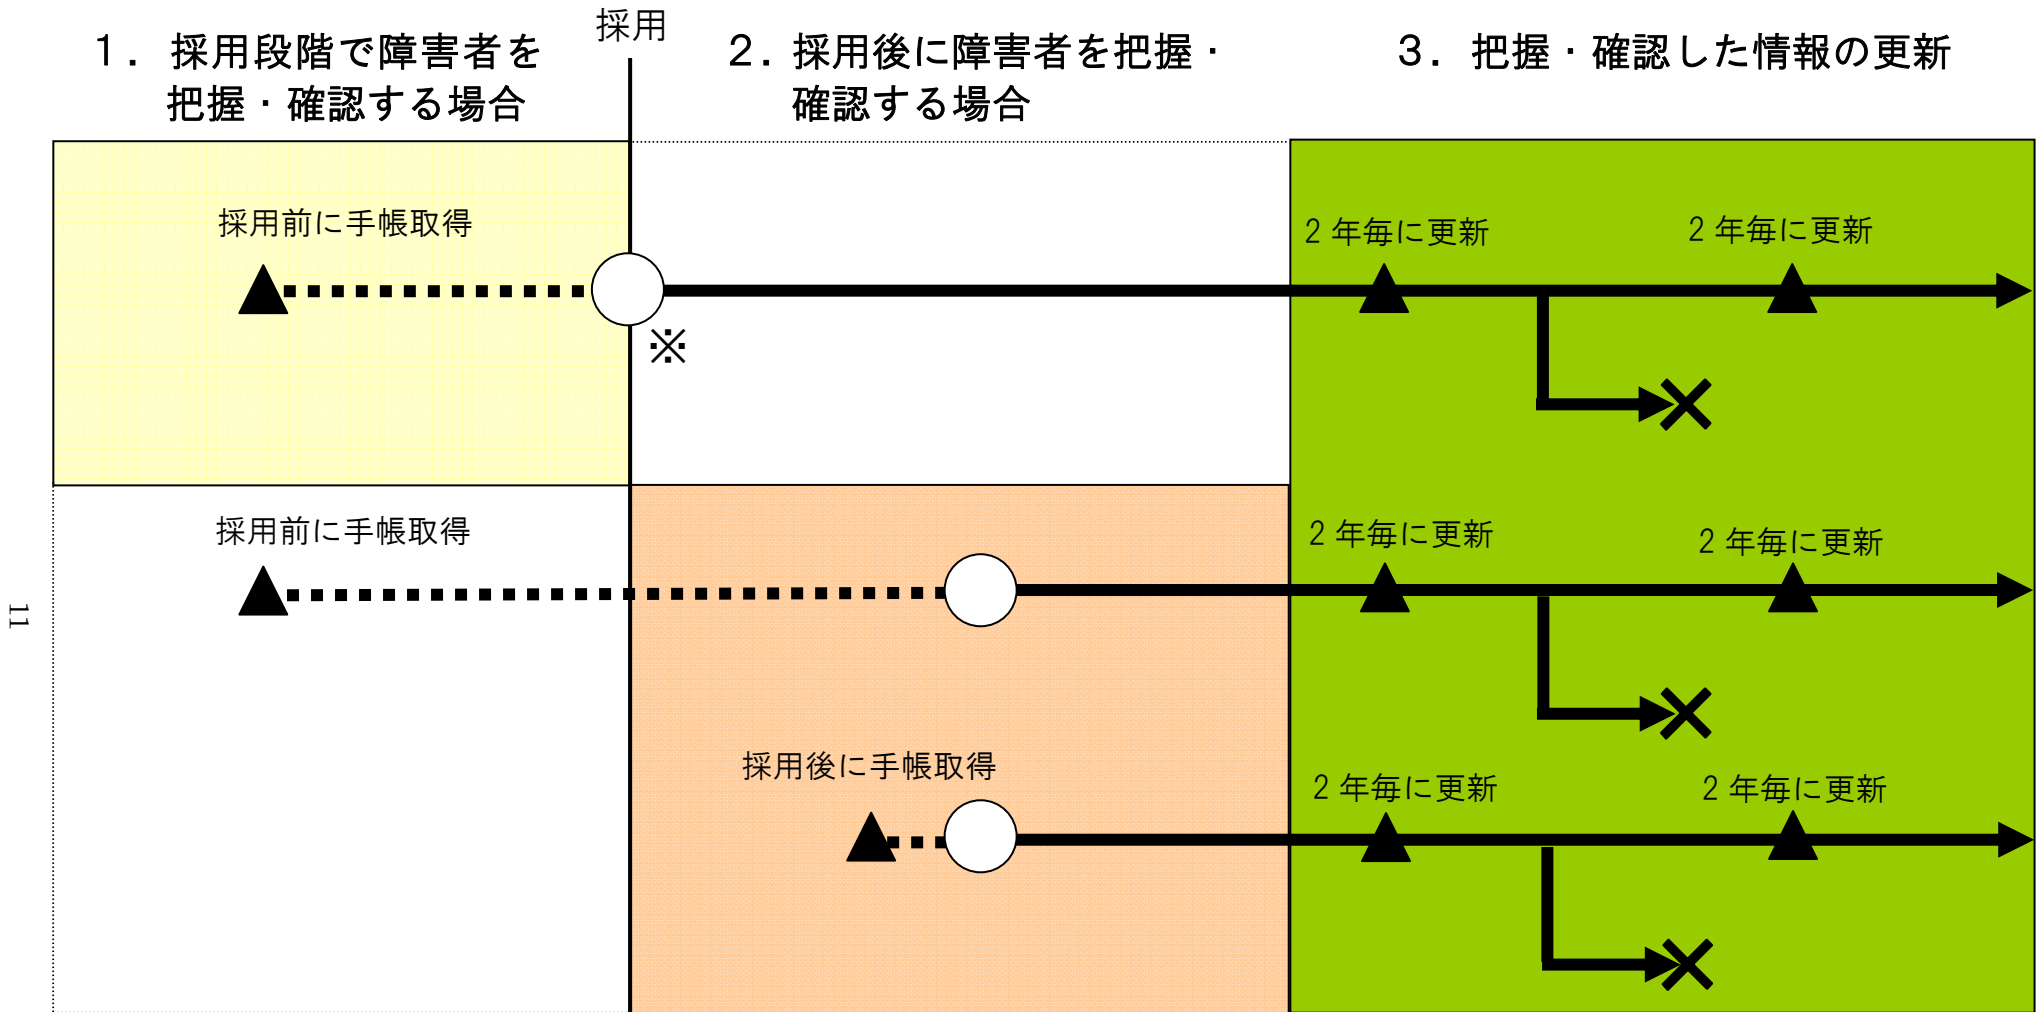 採用
１．採用段階で障害者を
把握・確認する場合
２．採用後に障害者を把握・
確認する場合
３．把握・確認した情報の更新
採用前に手帳取得
2 年毎に更新
2 年毎に更新
※
採用前に手帳取得
2 年毎に更新
2 年毎に更新
採用後に手帳取得
2 年毎に更新
2 年毎に更新
11